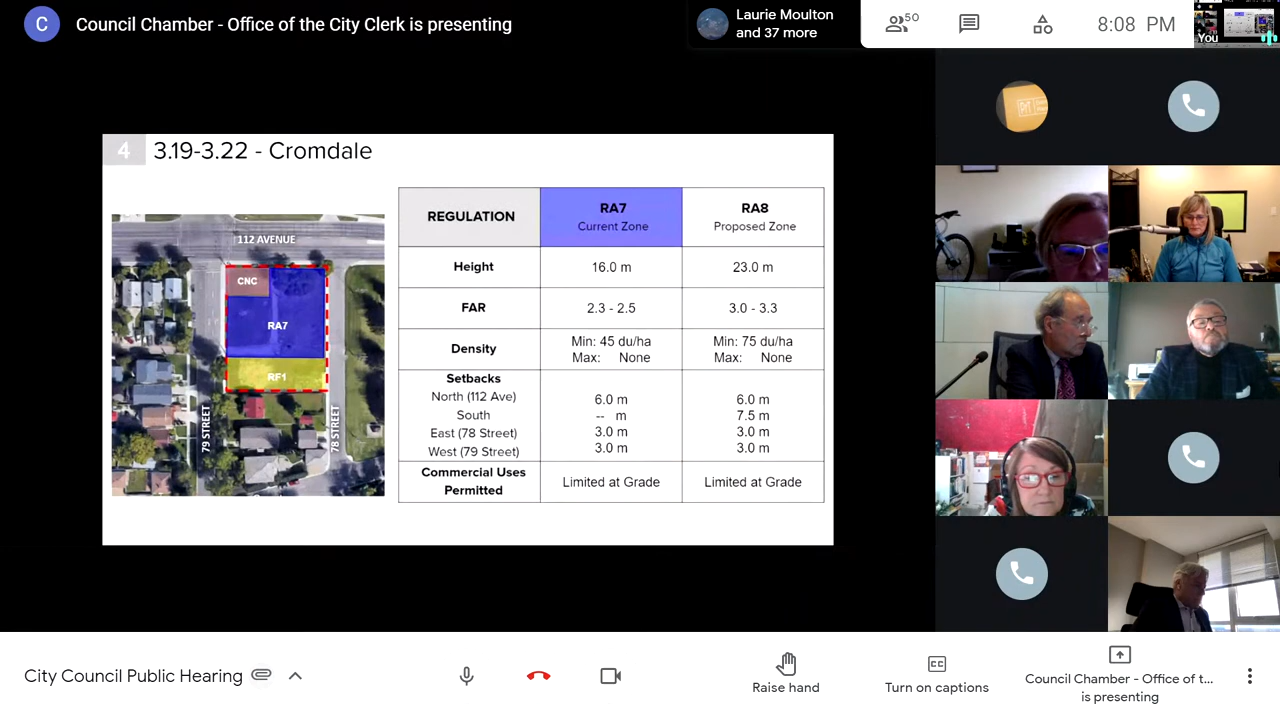 C Council Chamber - Office of the City Clerk is presenting
Laurie Moulton
and 37 more
50
8:08 PM
You
4 3.19-3.22 - Cromdale
112 AVENUE
CNC
RA7
RF1
79 STREET
78 STREET
REGULATION
RA7
Current Zone
RA8
Proposed Zone
Height 16.0 m 23.0 m
FAR 2.3 - 2.5 3.0 - 3.3
Density
Min: 45 du/ha
Max: None
Min: 75 du/ha
Max: None
Setbacks
North (112 Ave) 6.0 m 6.0 m
South -- m 7.5 m
East (78 Street) 3.0 m 3.0 m
West (79 Street) 3.0 m 3.0 m
Commercial Uses
Permitted
Limited at Grade
Limited at Grade
City Council Public Hearing
Raise hand
CC
Turn on captions
Council Chamber - Office of t...
is presenting